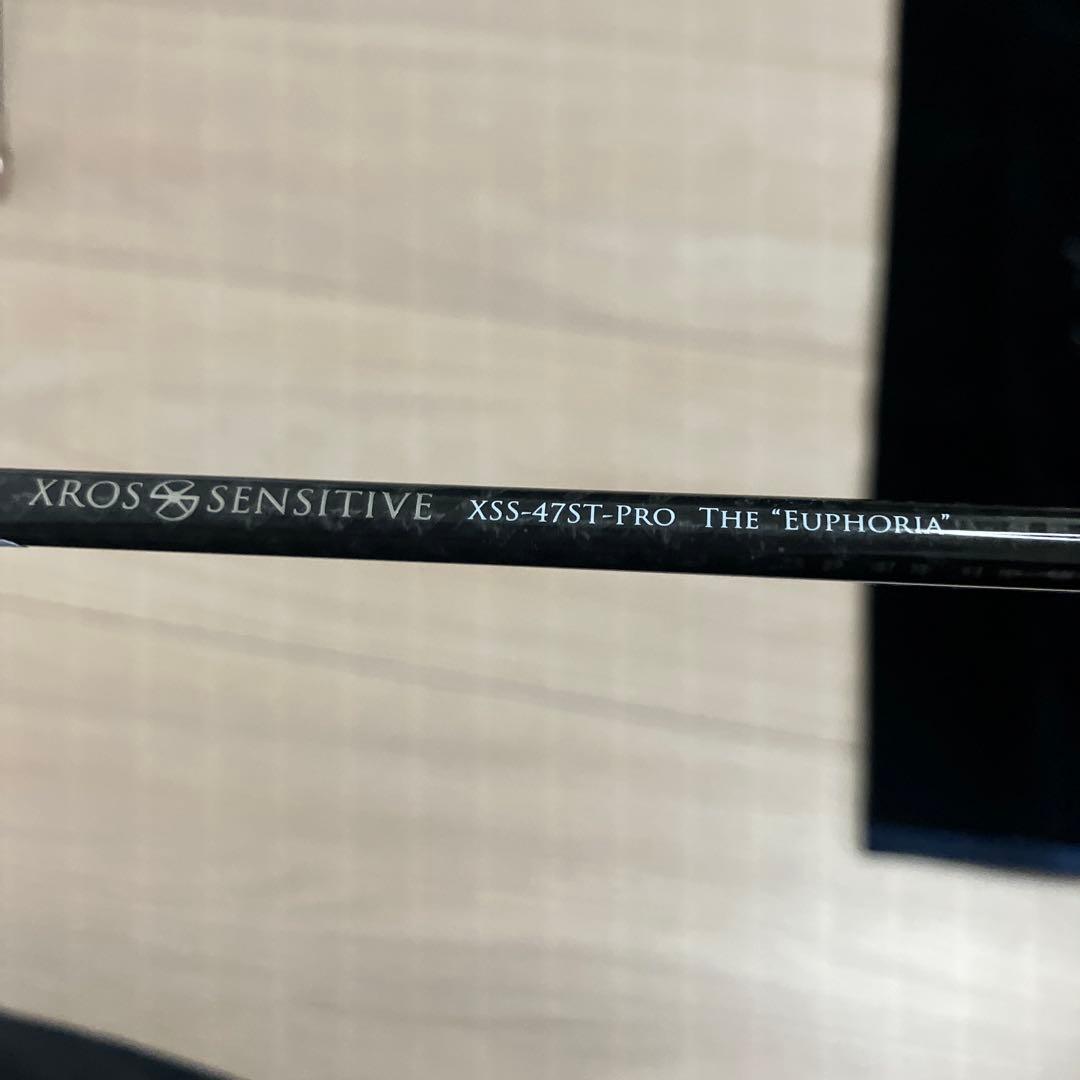 XROS SENSITIVE XSS-47ST-PRO THE "EUPHORIA"